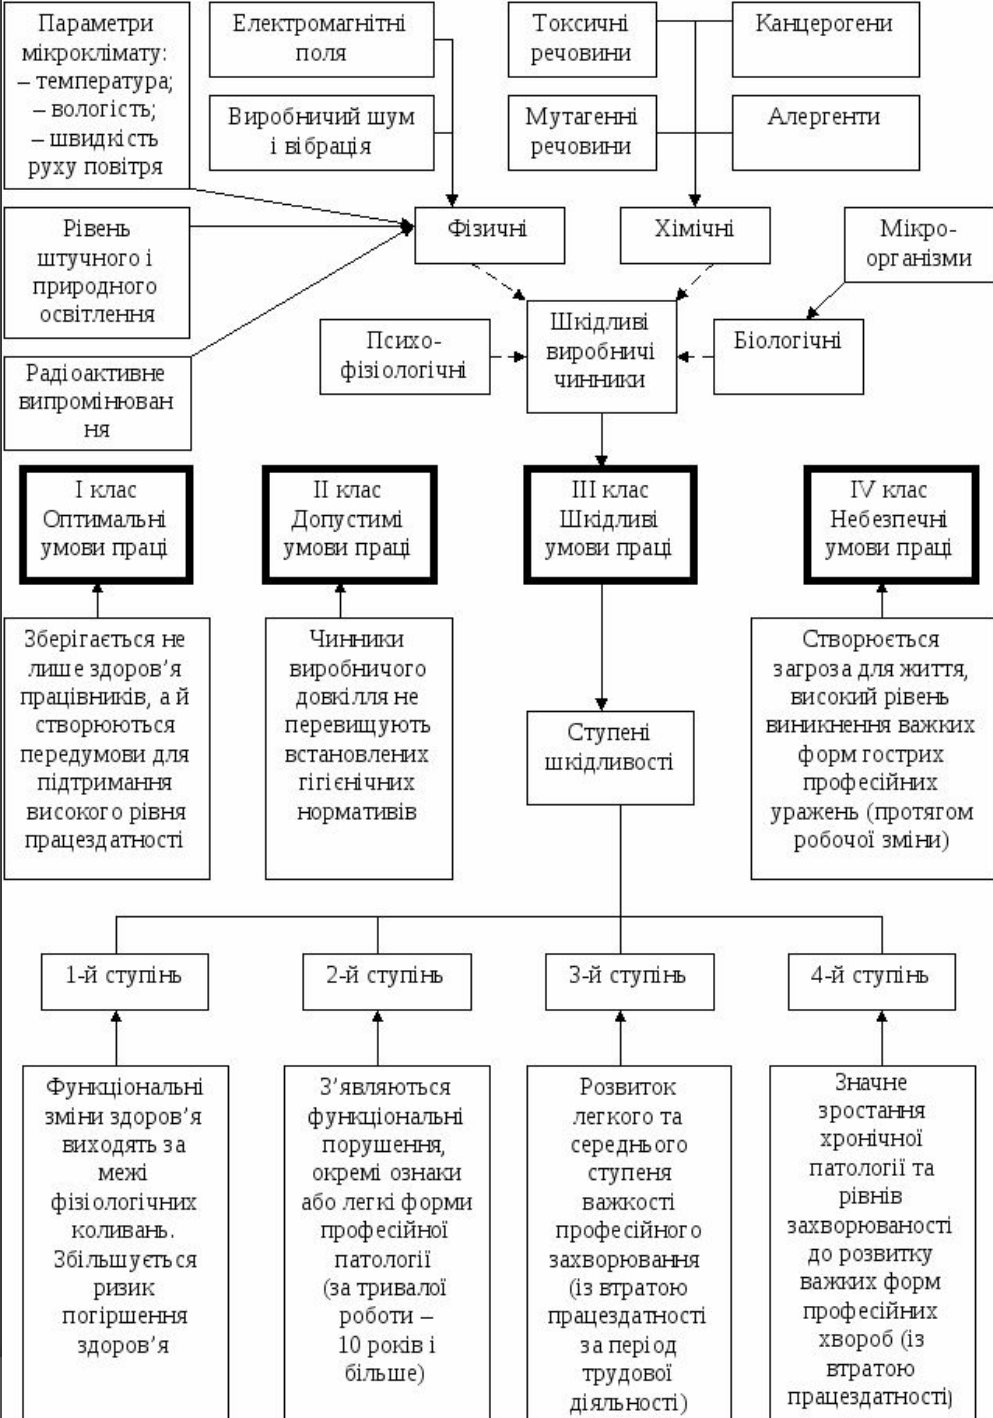 Параметри
мікроклімату:
– температура;
– вологість;
– швидкість
руху повітря
Електромагнітні
поля
Токсичні
речовини
Канцерогени
Виробничий шум
і вібрація
Мутагенні
речовини
Алергенти
Рівень
штучного і
природного
освітлення
Фізичні
Хімічні
Мікро-
організми
Радіоактивне
випромінюван
ня
Психо-
фізіологічні
Шкідливі
виробничі
чинники
Біологічні
І клас
Оптимальні
умови праці
ІІ клас
Допустимі
умови праці
ІІІ клас
Шкідливі
умови праці
IV клас
Небезпечні
умови праці
Зберігається не
лише здоров’я
працівників, а й
створюються
передумови для
підтримання
високого рівня
працездатності
Чинники
виробничого
довкілля не
перевищують
встановлених
гігієнічних
нормативів
Ступені
шкідливості
Створюється
загроза для життя,
високий рівень
виникнення важких
форм гострих
професійних
уражень (протягом
робочої зміни)
1-й ступінь
2-й ступінь
3-й ступінь
4-й ступінь
Функціональні
зміни здоров’я
виходять за
межі
фізіологічних
коливань.
Збільшується
ризик
погіршення
здоров’я
З’являються
функціональні
порушення,
окремі ознаки
або легкі форми
професійної
патології
(за тривалої
роботи –
10 років і
більше)
Розвиток
легкого та
середнього
ступеня
важкості
професійного
захворювання
(із втратою
працездатності
за період
трудової
діяльності)
Значне
зростання
хронічної
патології та
рівнів
захворюваності
до розвитку
важких форм
професійних
хвороб (із
втратою
працездатності)